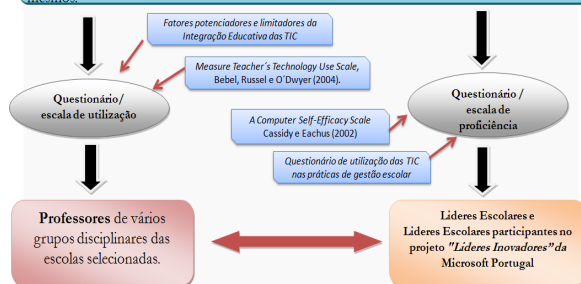 mesmos.
Fatores potenciadores e limitadores da
Integração Educativa das TIC
Measure Teacher´s Technology Use Scale,
Bebel, Russel e O´Dwyer (2004).
Questionário/
escala de utilização
Questionário/
escala de
proficiência
A Computer Self-Efficacy Scale
Cassidy e Eachus (2002)
Questionário de utilização das TIC
nas práticas de gestão escolar
Professores de vários
grupos disciplinares das
escolas selecionadas.
Lideres Escolares e
Lideres Escolares participantes no
projeto "Líderes Inovadores" da
Microsoft Portugal